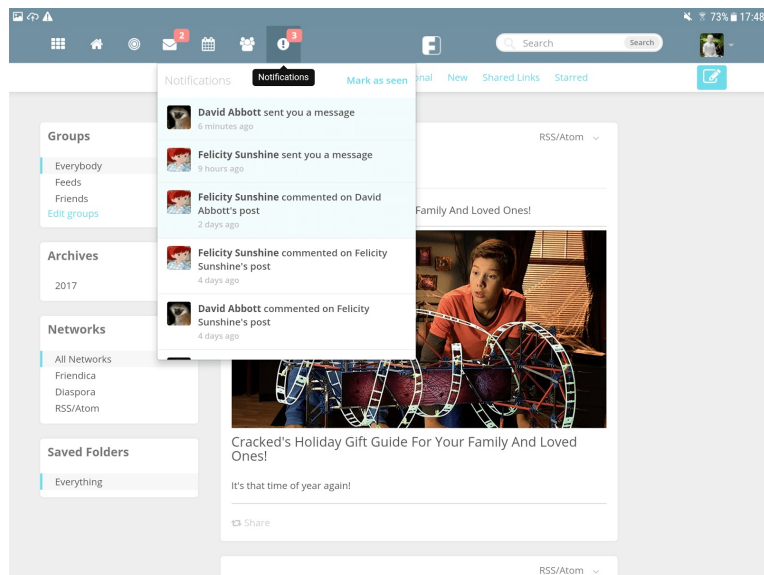 73% 17:48
2
3
F
Search
Search
Notifications
Notifications
Mark as seen
onal
New
Shared Links
Starred
David Abbott sent you a message
6 minutes ago
Felicity Sunshine sent you a message
9 hours ago
Felicity Sunshine commented on David
Abbott's post
2 days ago
Felicity Sunshine commented on Felicity
Sunshine's post
4 days ago
David Abbott commented on Felicity
Sunshine's post
4 days ago
Groups
Everybody
Feeds
Friends
Edit groups
Archives
2017
Networks
All Networks
Friendica
Diaspora
RSS/Atom
Saved Folders
Everything
RSS/Atom
Family And Loved Ones!
Cracked's Holiday Gift Guide For Your Family And Loved
Ones!
It's that time of year again!
Share
RSS/Atom